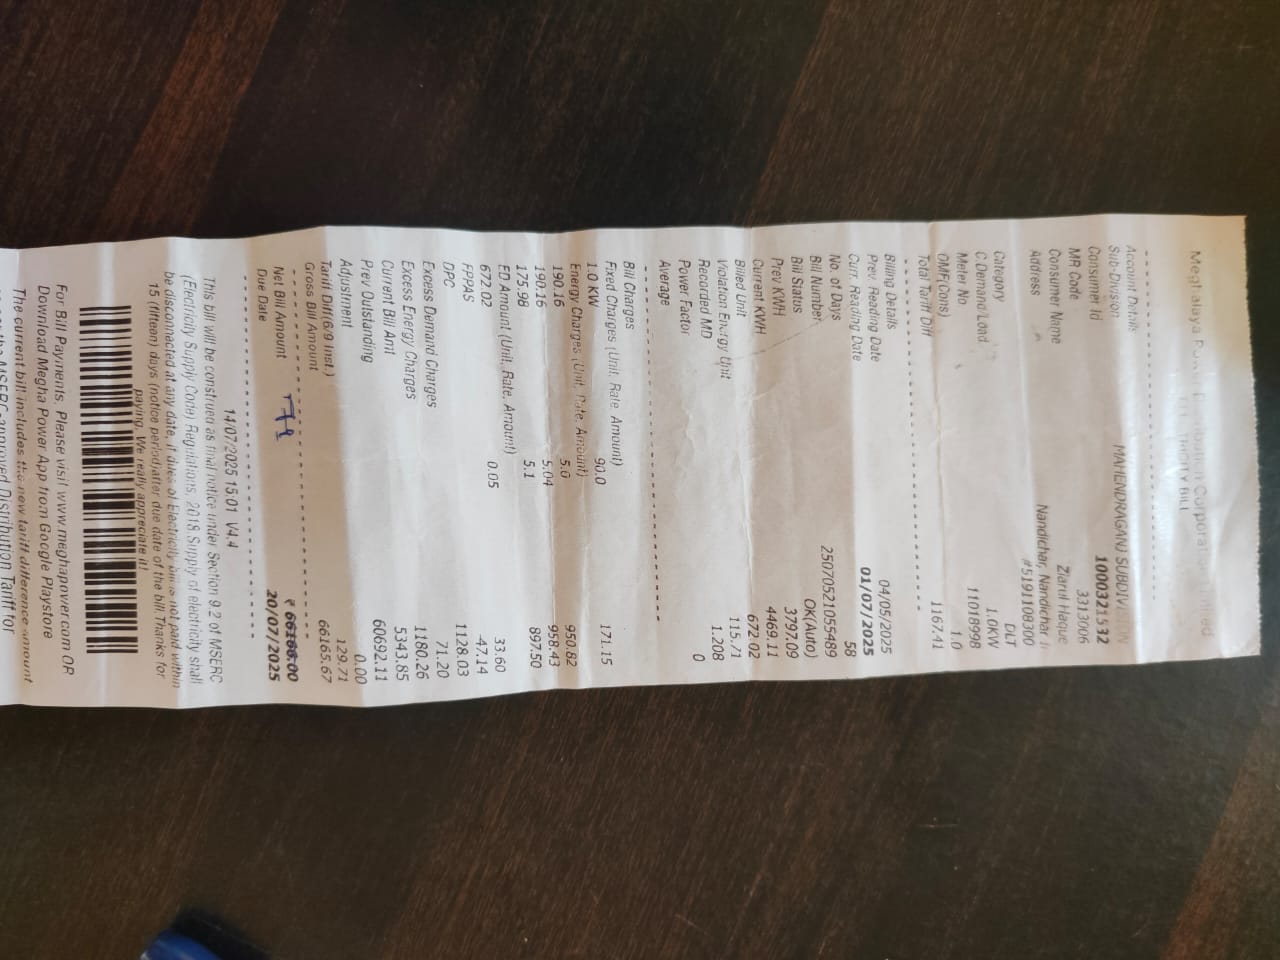 Meghalaya Power Distribution Corporation Limited
ELECTRICITY BILL
Account Details
Sub-Division MAHENDRAGANJ SUBDIVISION
Consumer Id 1000321532
MR Code 3313006
Consumer Name Ziarul Haque
Address Nandichar, Nandichar
#5191108300
Category DLT
C.Demand/Load 1.0KV
Meter No 11018998
OMF(Cons) 1.0
Total Tariff Diff 1167.41
Billing Details
Prev. Reading Date 04/05/2025
Curr. Reading Date 01/07/2025
No. of Days 58
Bill Number 25070521055489
Bill Status OK(Auto)
Prev KWH 3797.09
Current KWH 4469.11
Billed Unit 672.02
Violation Energy Unit 115.71
Recorded MD 1.208
Power Factor 0
Average
Bill Charges
Fixed Charges (Unit, Rate, Amount)
1.0 KW 90.0 171.15
Energy Charges (Unit, Rate, Amount)
190.16 5.0 950.82
190.16 5.04 958.43
175.98 5.1 897.50
ED Amount (Unit, Rate, Amount)
672.02 0.05 33.60
FPPAS -47.14
DPC 1128.03
Excess Demand Charges 71.20
Excess Energy Charges 1180.26
Current Bill Amt 5343.85
Prev Outstanding 60692.11
Adjustment 0.00
Tariff Diff(6/9 inst.) 129.71
Gross Bill Amount 66165.67
Net Bill Amount ₹ 66166.00
Due Date 20/07/2025
14/07/2025 15:01 V4.4
This bill will be construed as final notice under Section 9.2 of MSERC
(Electricity Supply Code) Regulations, 2018 Supply of electricity shall
be disconnected at any date, if dues of Electricity bill is not paid within
15 (fifteen) days (notice period)after due date of the bill.Thanks for
paying. We really appreciate it!
For Bill Payments, Please visit www.meghapower.com OR
Download Megha Power App from Google Playstore
The current bill includes the new tariff difference amount
MSERC approved Distribution Tariff for